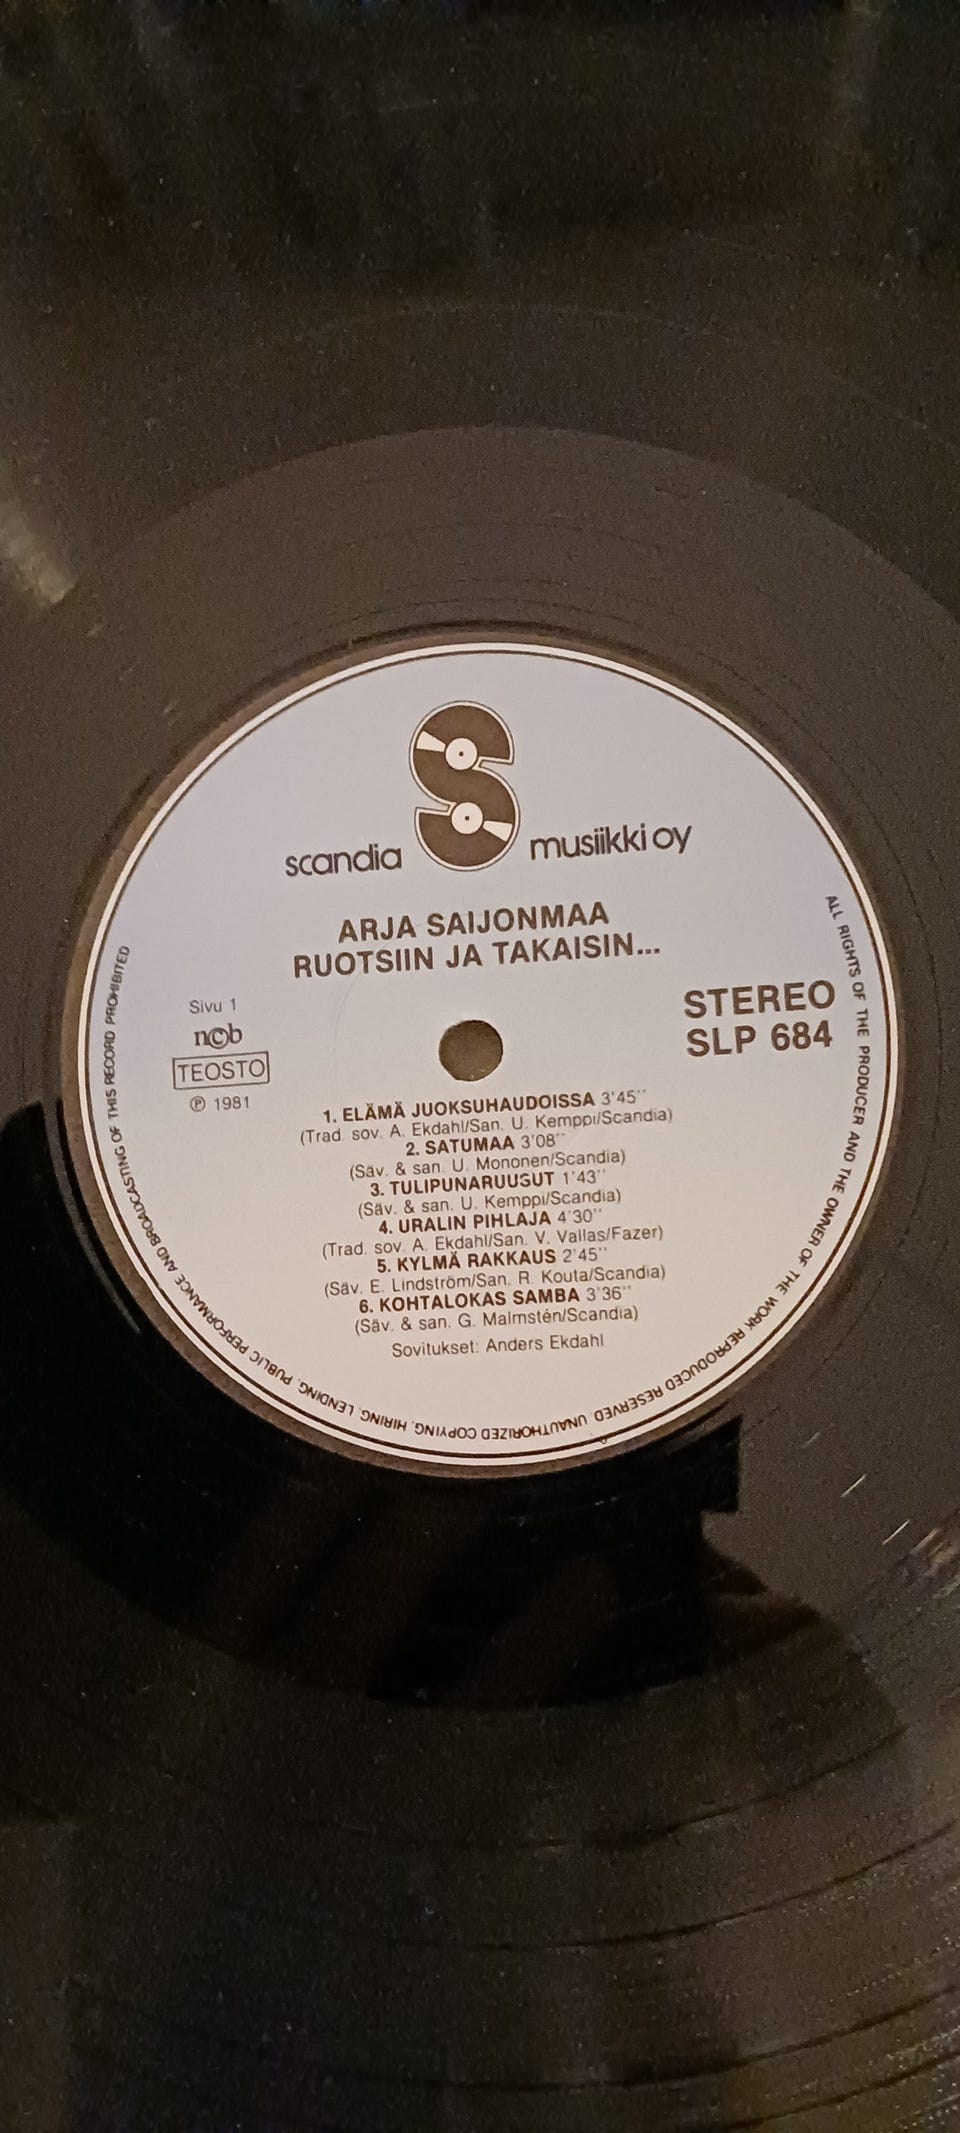 scandia musiikki oy
ARJA SAIJONMAA
RUOTSIIN JA TAKAISIN...
Sivu 1
ncb
TEOSTO
℗ 1981
STEREO
SLP 684
1. ELÄMÄ JUOKSUHAUDOISSA 3'45''
(Trad. sov. A. Ekdahl/San. U. Kemppi/Scandia)
2. SATUMAA 3'08''
(Säv. & san. U. Mononen/Scandia)
3. TULIPUNARUUSUT 1'43''
(Säv. & san. U. Kemppi/Scandia)
4. URALIN PIHLAJA 4'30''
(Trad. sov. A. Ekdahl/San. V. Vallas/Fazer)
5. KYLMÄ RAKKAUS 2'45''
(Säv. E. Lindström/San. R. Kouta/Scandia)
6. KOHTALOKAS SAMBA 3'36''
(Säv. & san. G. Malmstén/Scandia)
Sovitukset: Anders Ekdahl
ALL RIGHTS OF THE PRODUCER AND THE OWNER OF THE WORK REPRODUCED RESERVED. UNAUTHORIZED COPYING, HIRING, LENDING, PUBLIC PERFORMANCE AND BROADCASTING OF THIS RECORD PROHIBITED